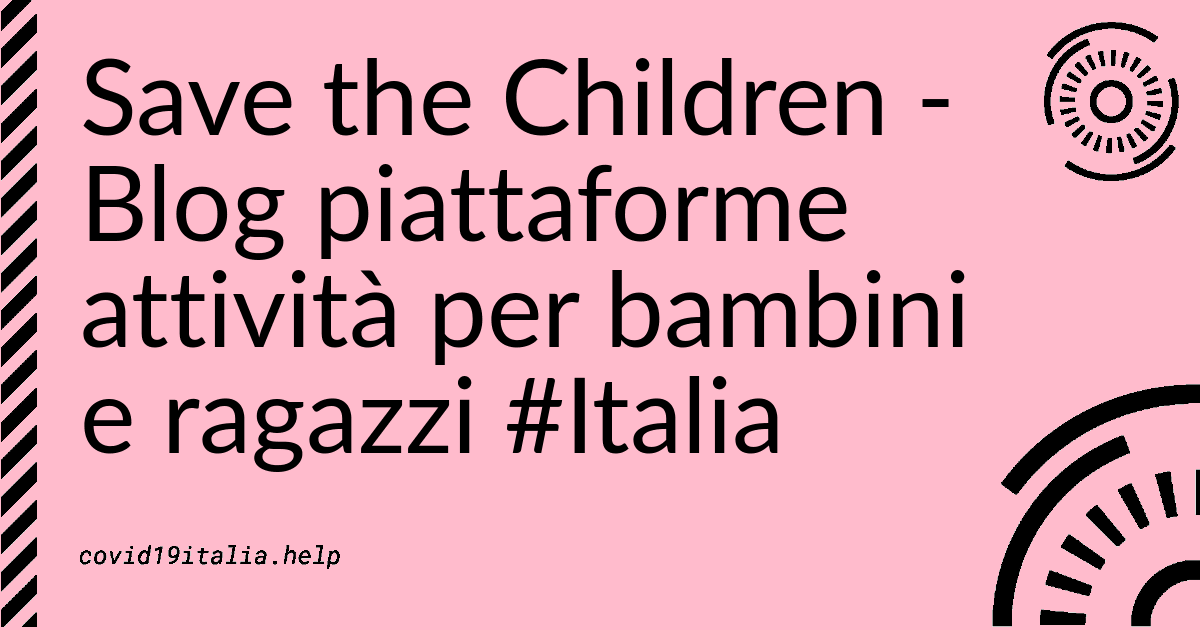 Save the Children -
Blog piattaforme
attività per bambini
e ragazzi #Italia
covid19italia.help